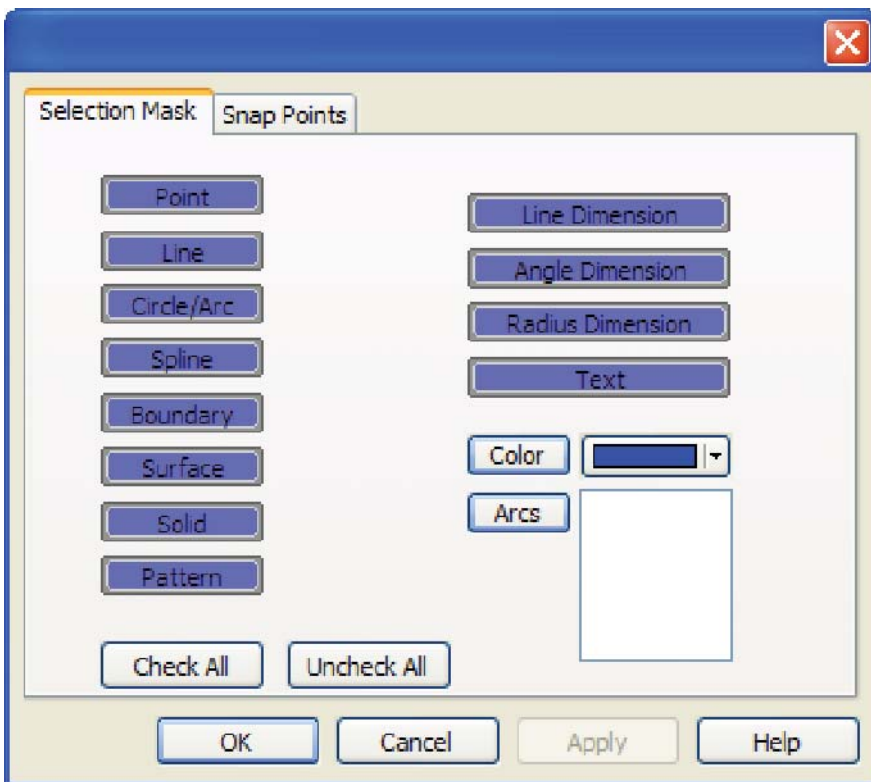 Selection Mask
Snap Points
Point
Line
Circle/Arc
Spline
Boundary
Surface
Solid
Pattern
Line Dimension
Angle Dimension
Radius Dimension
Text
Color
Arcs
Check All
Uncheck All
OK
Cancel
Apply
Help